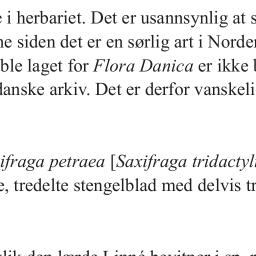 i herbariet. Det er usannsynlig at s
ne siden det er en sørlig art i Norden
ble laget for Flora Danica er ikke b
danske arkiv. Det er derfor vanskeli
ifraga petraea [Saxifraga tridactyl
e, tredelte stengelblad med delvis tr